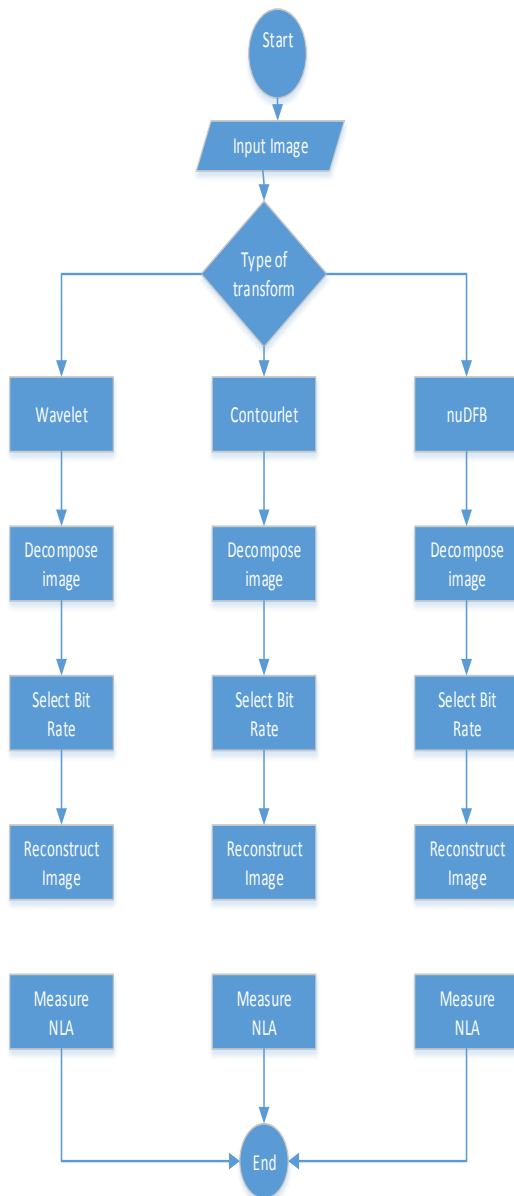 Start
Input Image
Type of
transform
Wavelet
Contourlet
nuDFB
Decompose
image
Decompose
image
Decompose
image
Select Bit
Rate
Select Bit
Rate
Select Bit
Rate
Reconstruct
Image
Reconstruct
Image
Reconstruct
Image
Measure
NLA
Measure
NLA
Measure
NLA
End